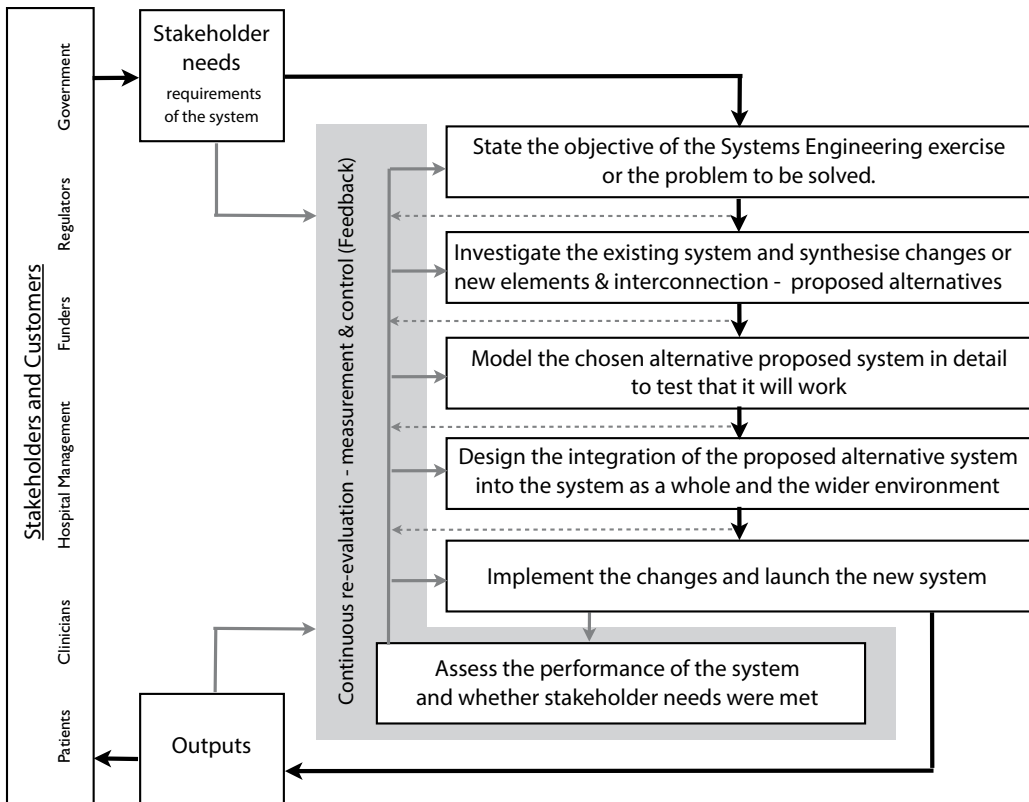 Stakeholders and Customers
Government
Regulators
Funders
Hospital Management
Clinicians
Patients
Stakeholder
needs
requirements
of the system
Continuous re-evaluation - measurement & control (Feedback)
State the objective of the Systems Engineering exercise
or the problem to be solved.
Investigate the existing system and synthesise changes or
new elements & interconnection - proposed alternatives
Model the chosen alternative proposed system in detail
to test that it will work
Design the integration of the proposed alternative system
into the system as a whole and the wider environment
Implement the changes and launch the new system
Assess the performance of the system
and whether stakeholder needs were met
Outputs